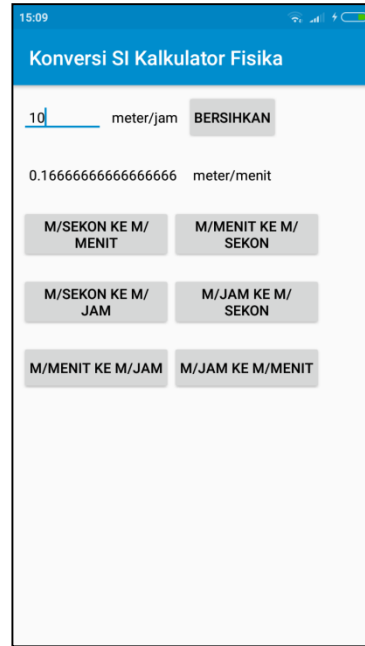 15:09
Konversi SI Kalkulator Fisika
10 meter/jam BERSIHKAN
0.16666666666666666 meter/menit
M/SEKON KE M/
MENIT
M/MENIT KE M/
SEKON
M/SEKON KE M/
JAM
M/JAM KE M/
SEKON
M/MENIT KE M/JAM
M/JAM KE M/MENIT